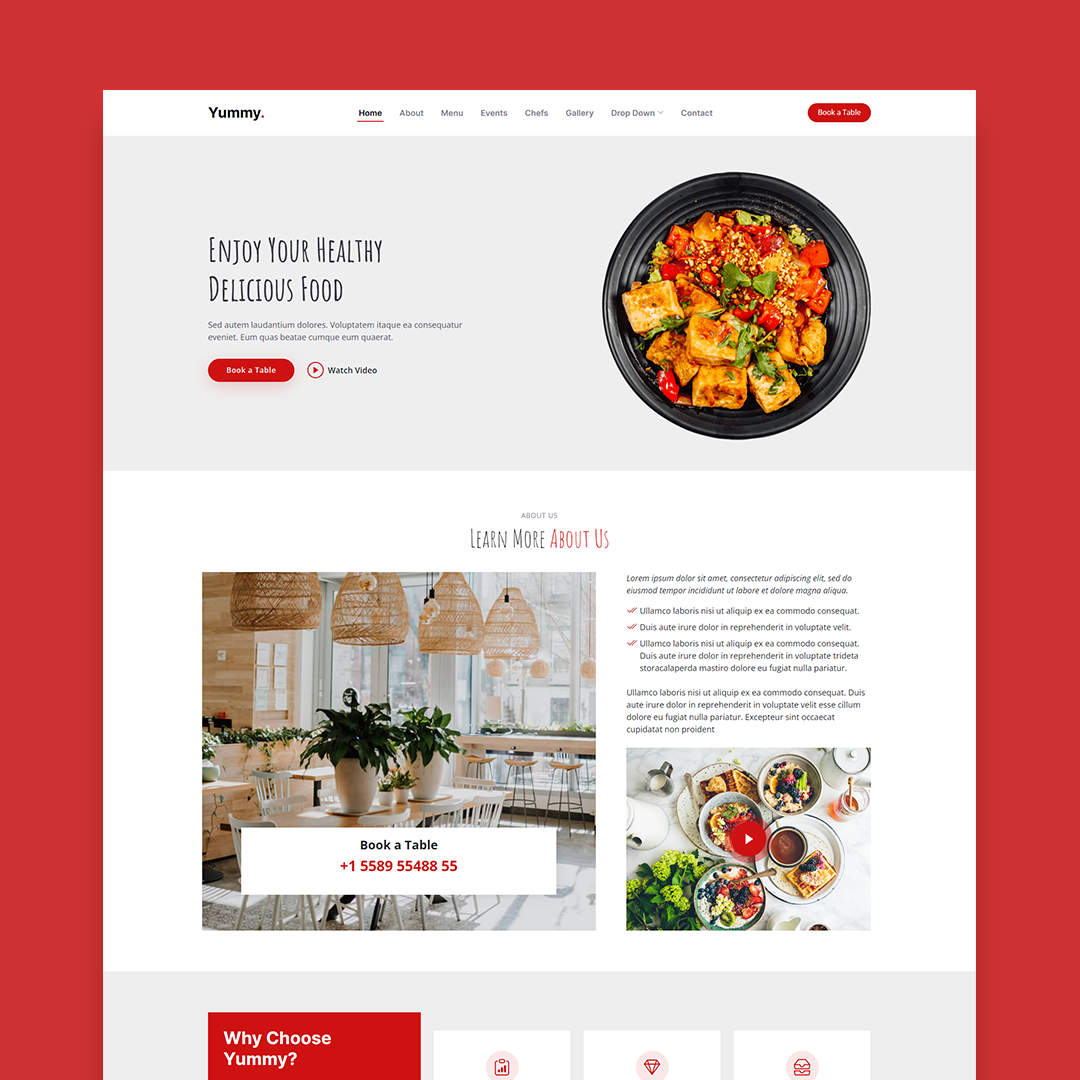 Yummy.
Home About Menu Events Chefs Gallery Drop Down Contact
Book a Table
Enjoy Your Healthy
Delicious Food
Sed autem laudantium dolores. Voluptatem itaque ea consequatur
eveniet. Eum quas beatae cumque eum quaerat.
Book a Table
Watch Video
ABOUT US
Learn More About Us
Book a Table
+1 5589 55488 55
Lorem ipsum dolor sit amet, consectetur adipiscing elit, sed do
eiusmod tempor incididunt ut labore et dolore magna aliqua.
Ullamco laboris nisi ut aliquip ex ea commodo consequat.
Duis aute irure dolor in reprehenderit in voluptate velit.
Ullamco laboris nisi ut aliquip ex ea commodo consequat.
Duis aute irure dolor in reprehenderit in voluptate trideta
storacalaperda mastiro dolore eu fugiat nulla pariatur.
Ullamco laboris nisi ut aliquip ex ea commodo consequat. Duis
aute irure dolor in reprehenderit in voluptate velit esse cillum
dolore eu fugiat nulla pariatur. Excepteur sint occaecat
cupidatat non proident
Why Choose
Yummy?